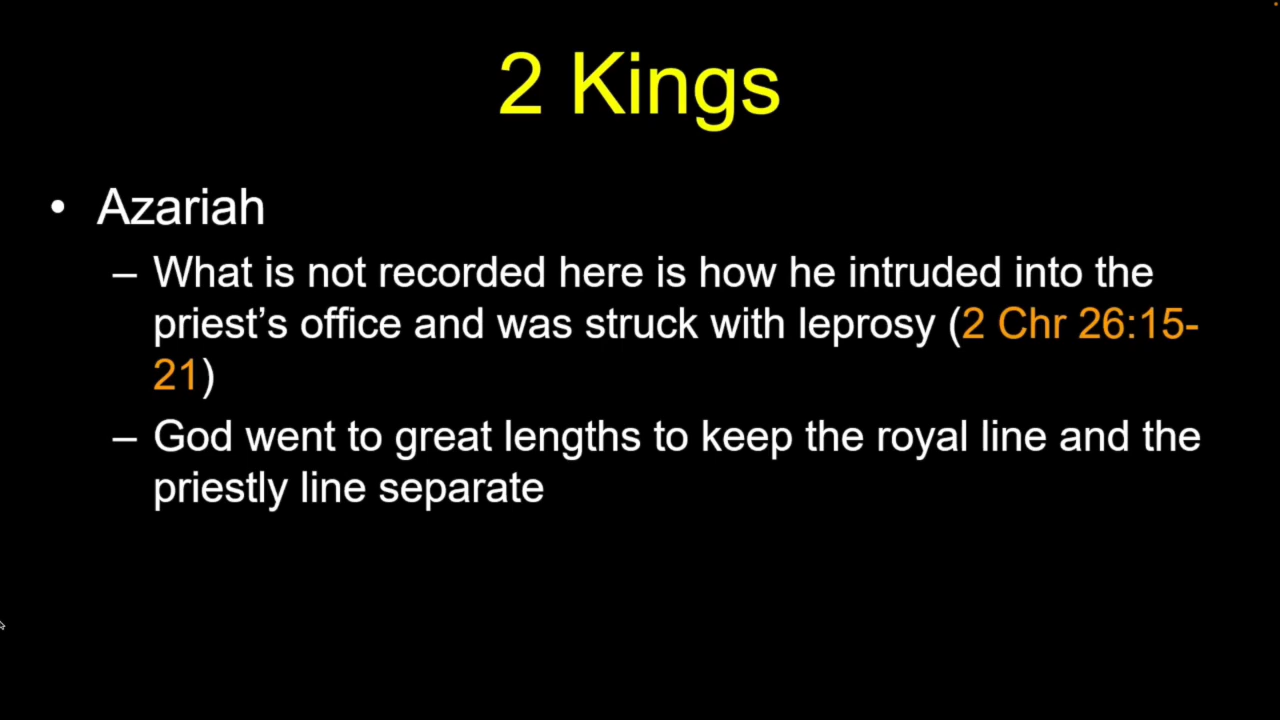 2 Kings
• Azariah
– What is not recorded here is how he intruded into the
priest’s office and was struck with leprosy (2 Chr 26:15-
21)
– God went to great lengths to keep the royal line and the
priestly line separate